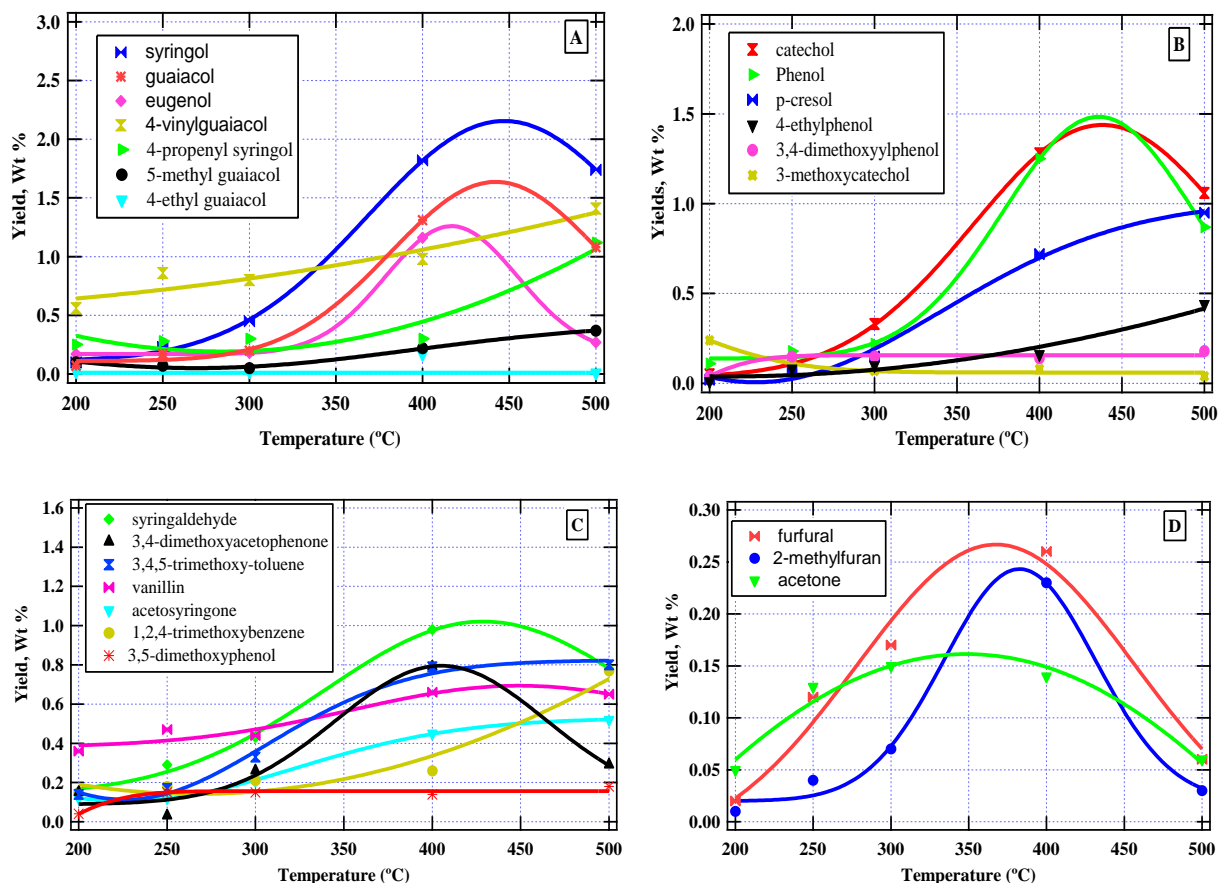 3.0
2.5
2.0
1.5
1.0
0.5
0.0
Yield, Wt %
A
syringol
guaiacol
eugenol
4-vinylguaiacol
4-propenyl syringol
5-methyl guaiacol
4-ethyl guaiacol
200 250 300 350 400 450 500
Temperature (ºC)
2.0
1.5
1.0
0.5
0.0
Yields, Wt %
B
catechol
Phenol
p-cresol
4-ethylphenol
3,4-dimethoxyylphenol
3-methoxycatechol
200 250 300 350 400 450 500
Temperature (ºC)
1.6
1.4
1.2
1.0
0.8
0.6
0.4
0.2
0.0
Yield, Wt %
C
syringaldehyde
3,4-dimethoxyacetophenone
3,4,5-trimethoxy-toluene
vanillin
acetosyringone
1,2,4-trimethoxybenzene
3,5-dimethoxyphenol
200 250 300 350 400 450 500
Temperature (ºC)
0.30
0.25
0.20
0.15
0.10
0.05
0.00
Yield, Wt %
D
furfural
2-methylfuran
acetone
200 250 300 350 400 450 500
Temperature (ºC)